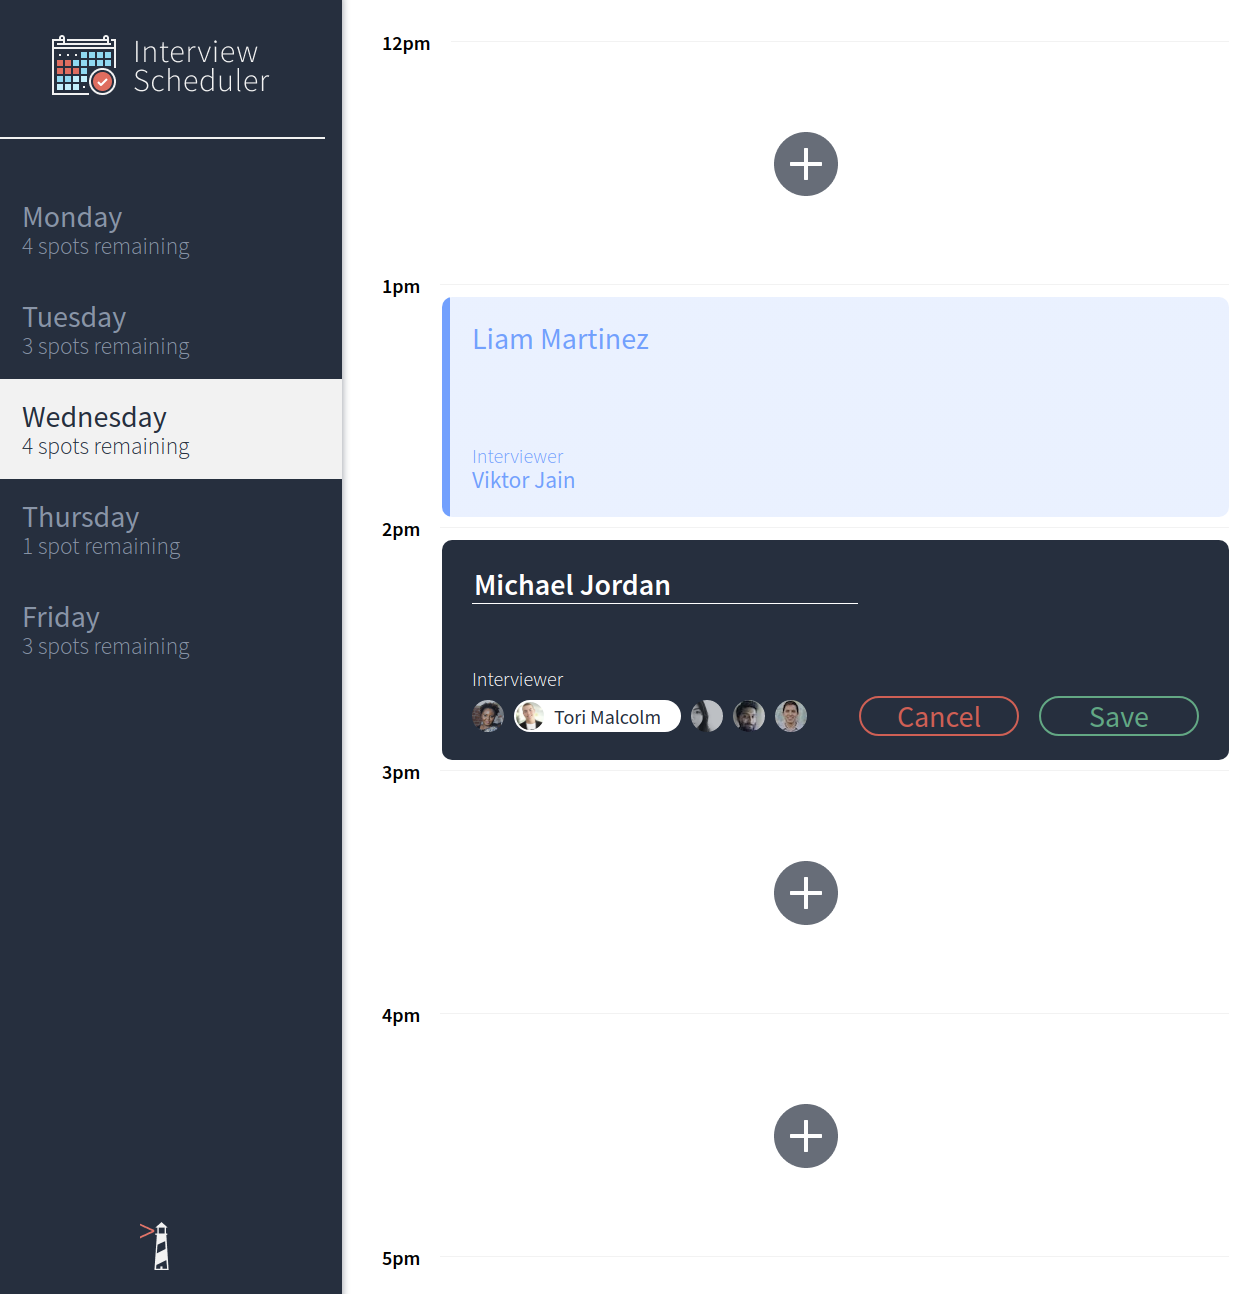 Interview
Scheduler
Monday
4 spots remaining
Tuesday
3 spots remaining
Wednesday
4 spots remaining
Thursday
1 spot remaining
Friday
3 spots remaining
12pm
1pm
Liam Martinez
Interviewer
Viktor Jain
2pm
Michael Jordan
Interviewer
Tori Malcolm
Cancel
Save
3pm
4pm
5pm